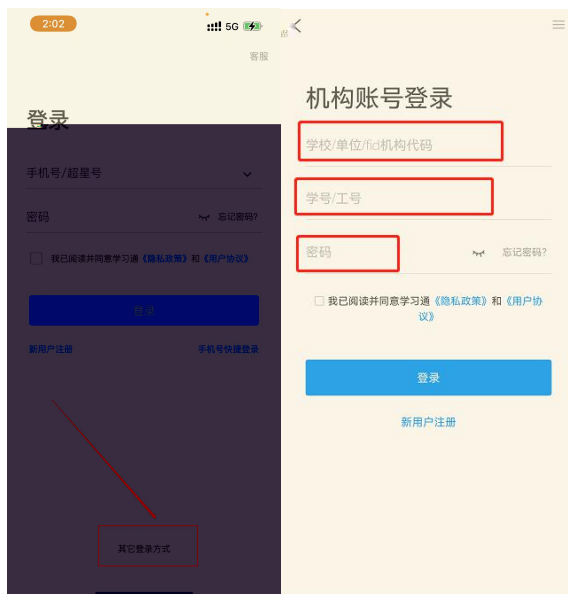 2:02
5G
客服
登录
手机号/超星号
密码
忘记密码?
我已阅读并同意学习通《隐私政策》和《用户协议》
登录
新用户注册
手机号快捷登录
其它登录方式
机构账号登录
学校/单位/fid机构代码
学号/工号
密码
忘记密码?
我已阅读并同意学习通《隐私政策》和《用户协
议》
登录
新用户注册